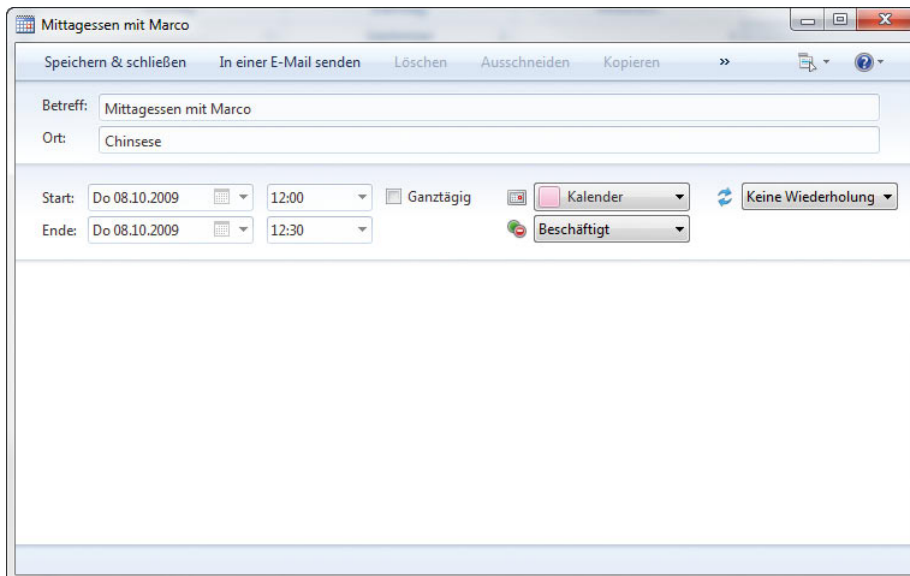 Mittagessen mit Marco
Speichern & schließen In einer E-Mail senden Löschen Ausschneiden Kopieren »
Betreff: Mittagessen mit Marco
Ort: Chinsese
Start: Do 08.10.2009 12:00 Ganztägig Kalender Keine Wiederholung
Ende: Do 08.10.2009 12:30 Beschäftigt